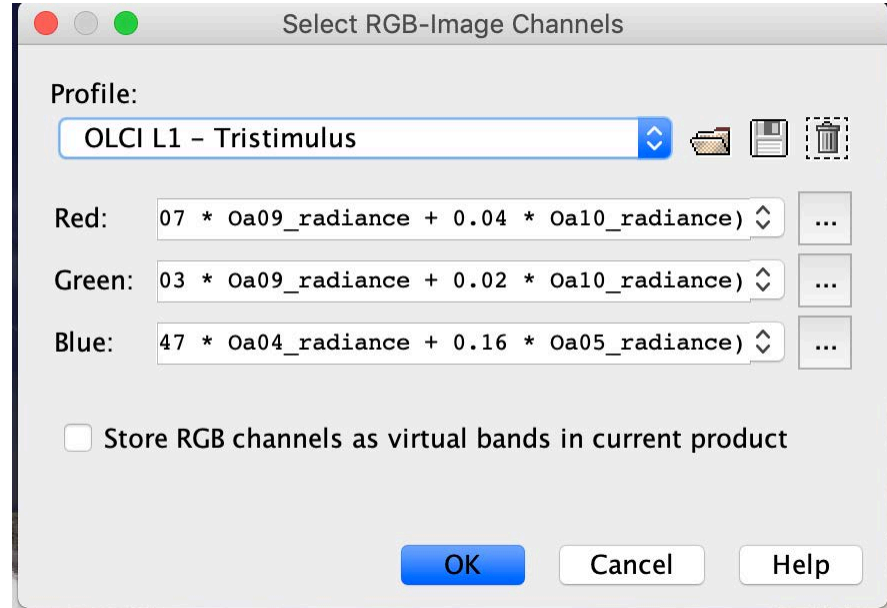 Select RGB-Image Channels
Profile:
OLCI L1 – Tristimulus
Red: 07 * Oa09_radiance + 0.04 * Oa10_radiance) ...
Green: 03 * Oa09_radiance + 0.02 * Oa10_radiance) ...
Blue: 47 * Oa04_radiance + 0.16 * Oa05_radiance) ...
Store RGB channels as virtual bands in current product
OK Cancel Help